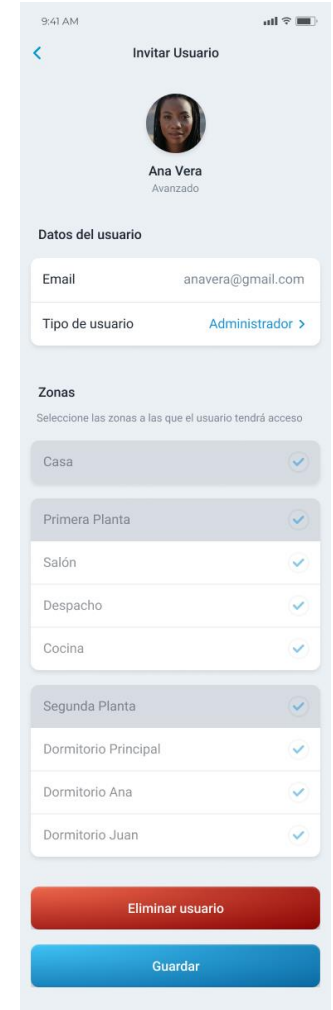 9:41 AM
Invitar Usuario
Ana Vera
Avanzado
Datos del usuario
Email anavera@gmail.com
Tipo de usuario Administrador
Zonas
Seleccione las zonas a las que el usuario tendrá acceso
Casa
Primera Planta
Salón
Despacho
Cocina
Segunda Planta
Dormitorio Principal
Dormitorio Ana
Dormitorio Juan
Eliminar usuario
Guardar